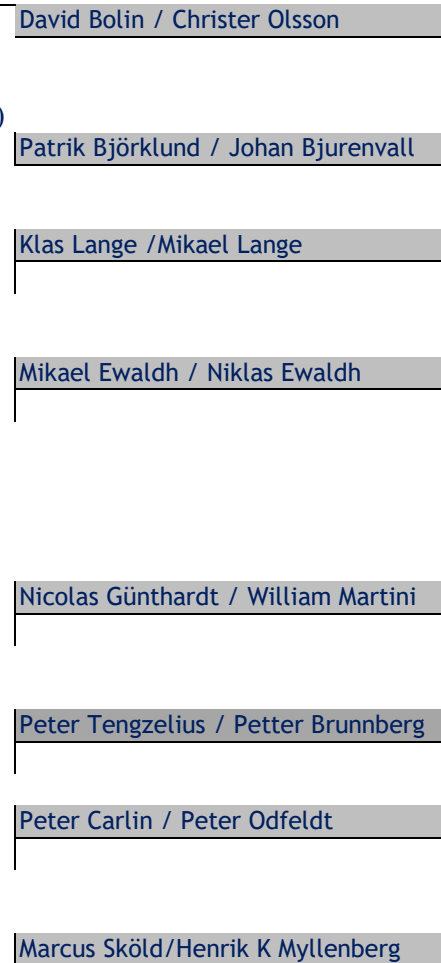 David Bolin / Christer Olsson
)
Patrik Björklund / Johan Bjurenvall
Klas Lange /Mikael Lange
Mikael Ewaldh / Niklas Ewaldh
Nicolas Günthardt / William Martini
Peter Tengzelius / Petter Brunnberg
Peter Carlin / Peter Odfeldt
Marcus Sköld/Henrik K Myllenberg